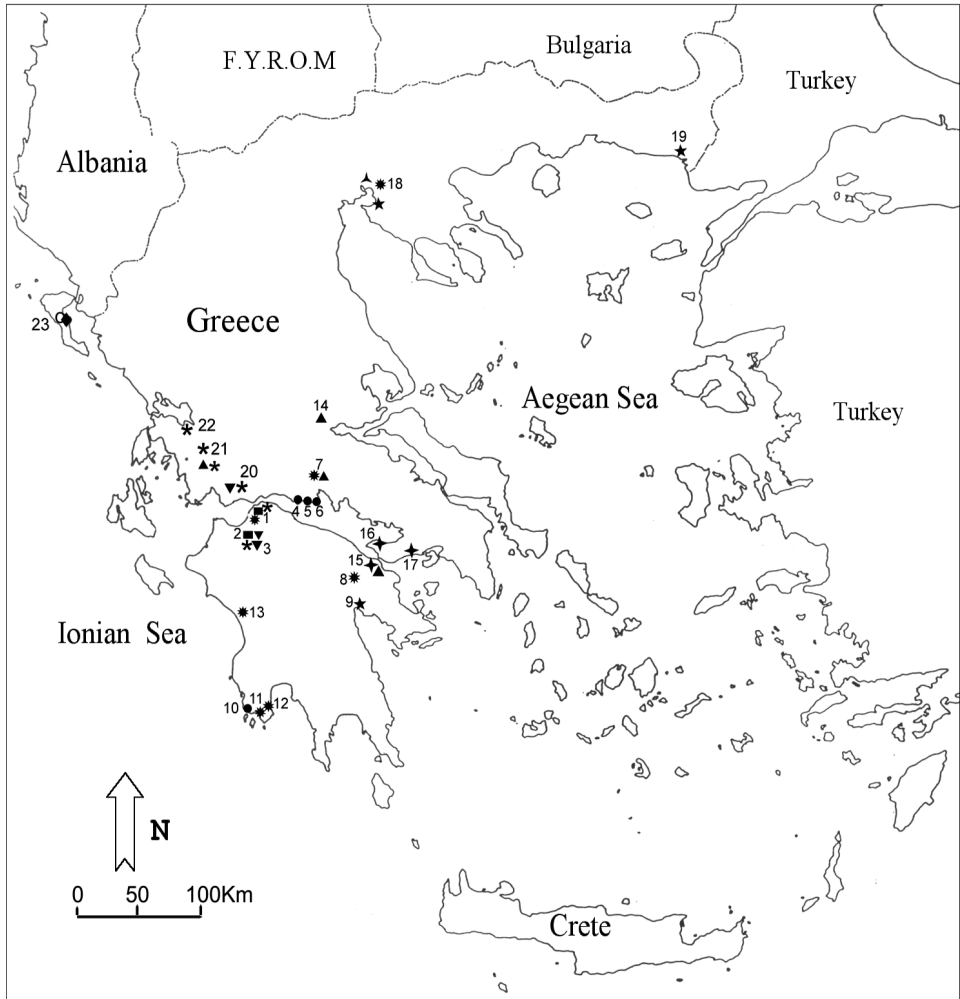 Bulgaria
F.Y.R.O.M
Turkey
19
Albania
18
Greece
23
Aegean Sea
14
Turkey
22
21
7
20
4 5 6
1
2
3
16
17
15
8
9
13
Ionian Sea
11
10
12
N
0 50 100Km
Crete